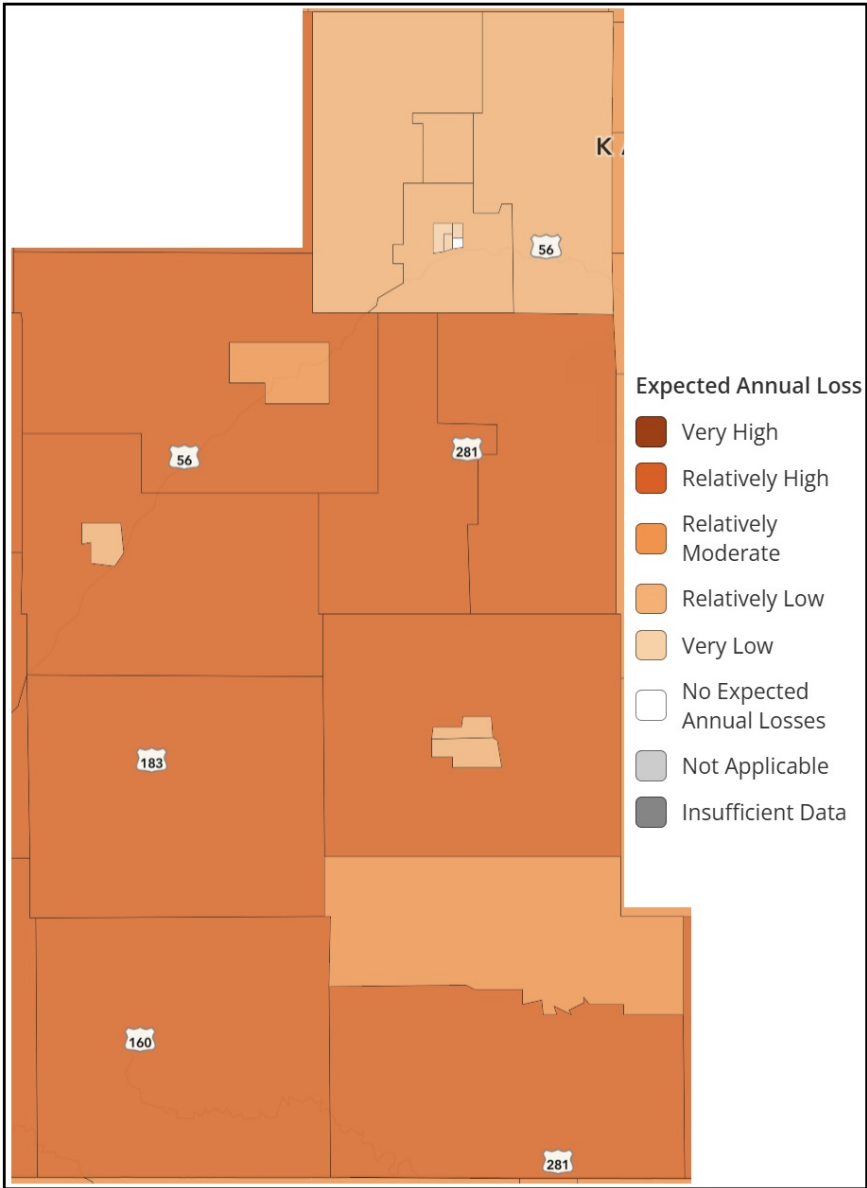 K
56
56
281
183
160
281
Expected Annual Loss
Very High
Relatively High
Relatively
Moderate
Relatively Low
Very Low
No Expected
Annual Losses
Not Applicable
Insufficient Data